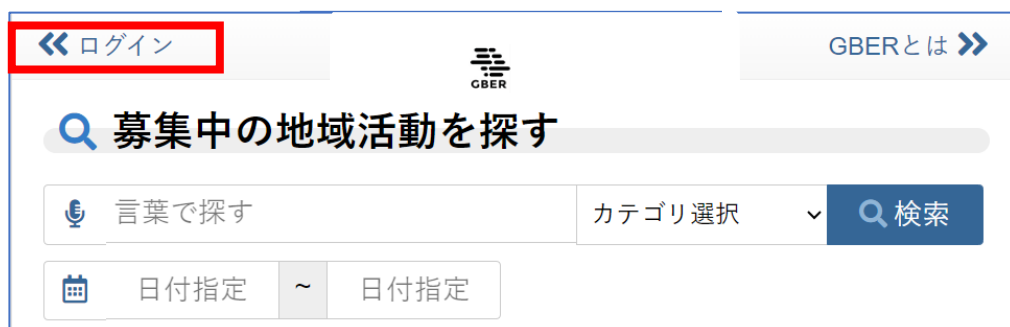 ログイン
GBER
GBERとは
募集中の地域活動を探す
言葉で探す カテゴリ選択 検索
日付指定 ~ 日付指定